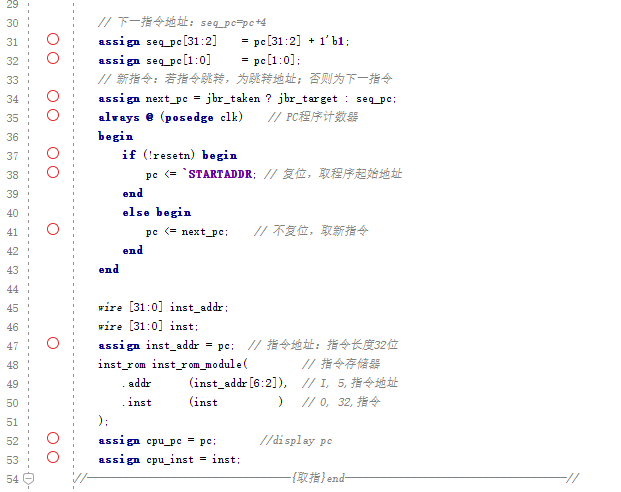 29
30 // 下一指令地址：seq_pc=pc+4
31 assign seq_pc[31:2] = pc[31:2] + 1'b1;
32 assign seq_pc[1:0] = pc[1:0];
33 // 新指令：若指令跳转，为跳转地址；否则为下一指令
34 assign next_pc = jbr_taken ? jbr_target : seq_pc;
35 always @ (posedge clk) // PC程序计数器
36 begin
37 if (!resetn) begin
38 pc <= `STARTADDR; // 复位，取程序起始地址
39 end
40 else begin
41 pc <= next_pc; // 不复位，取新指令
42 end
43 end
44
45 wire [31:0] inst_addr;
46 wire [31:0] inst;
47 assign inst_addr = pc; // 指令地址：指令长度32位
48 inst_rom inst_rom_module( // 指令存储器
49 .addr (inst_addr[6:2]), // I, 5,指令地址
50 .inst (inst ) // O, 32,指令
51 );
52 assign cpu_pc = pc; //display pc
53 assign cpu_inst = inst;
54 //——————————{取指}end——————————//